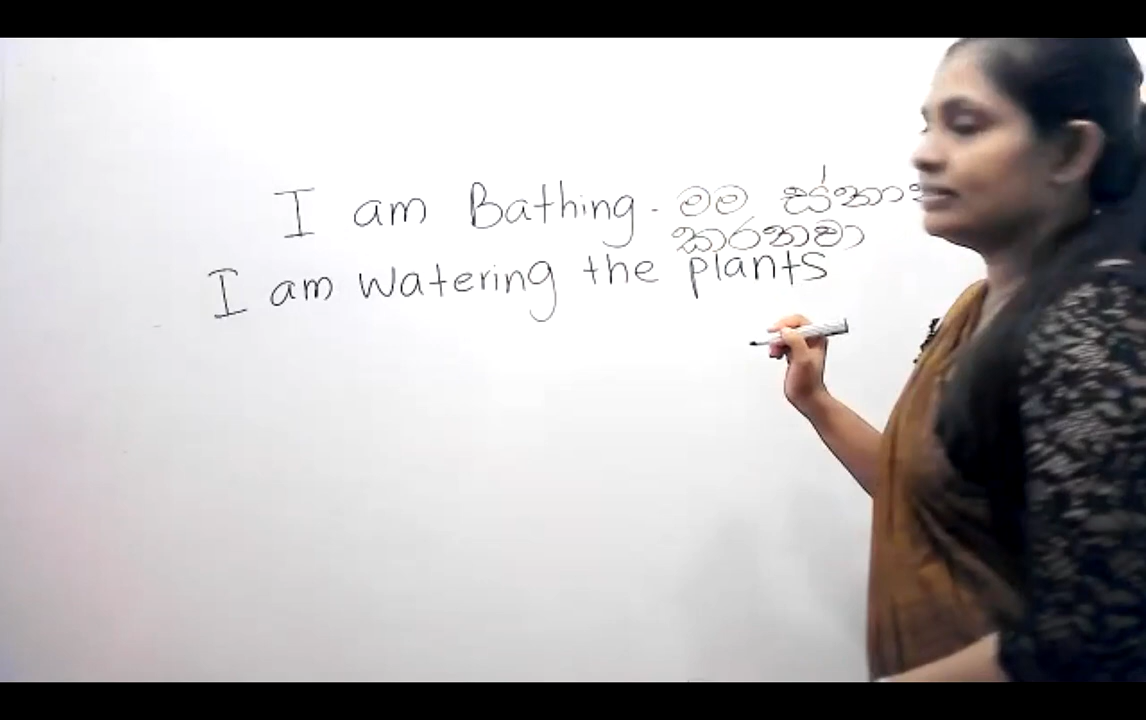 I am Bathing. මම
කරනවා
I am watering the plants